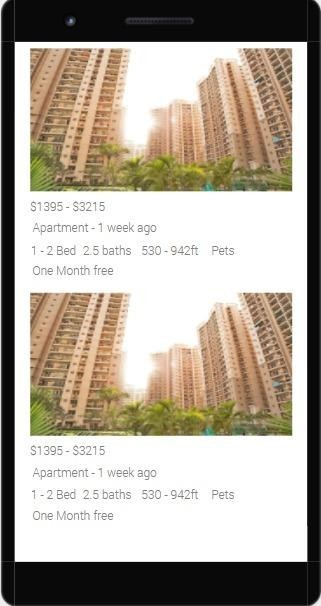 $1395 - $3215
Apartment - 1 week ago
1 - 2 Bed 2.5 baths 530 - 942ft Pets
One Month free
$1395 - $3215
Apartment - 1 week ago
1 - 2 Bed 2.5 baths 530 - 942ft Pets
One Month free